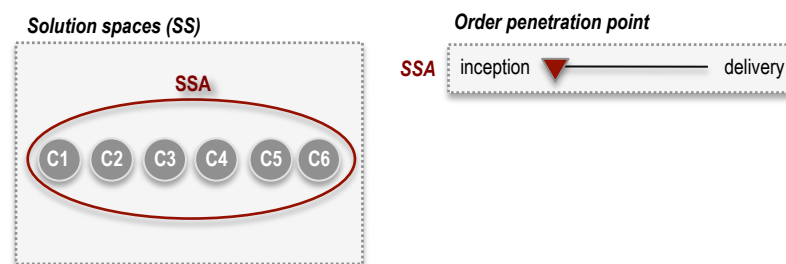 Solution spaces (SS)
SSA
C1 C2 C3 C4 C5 C6
Order penetration point
SSA inception delivery